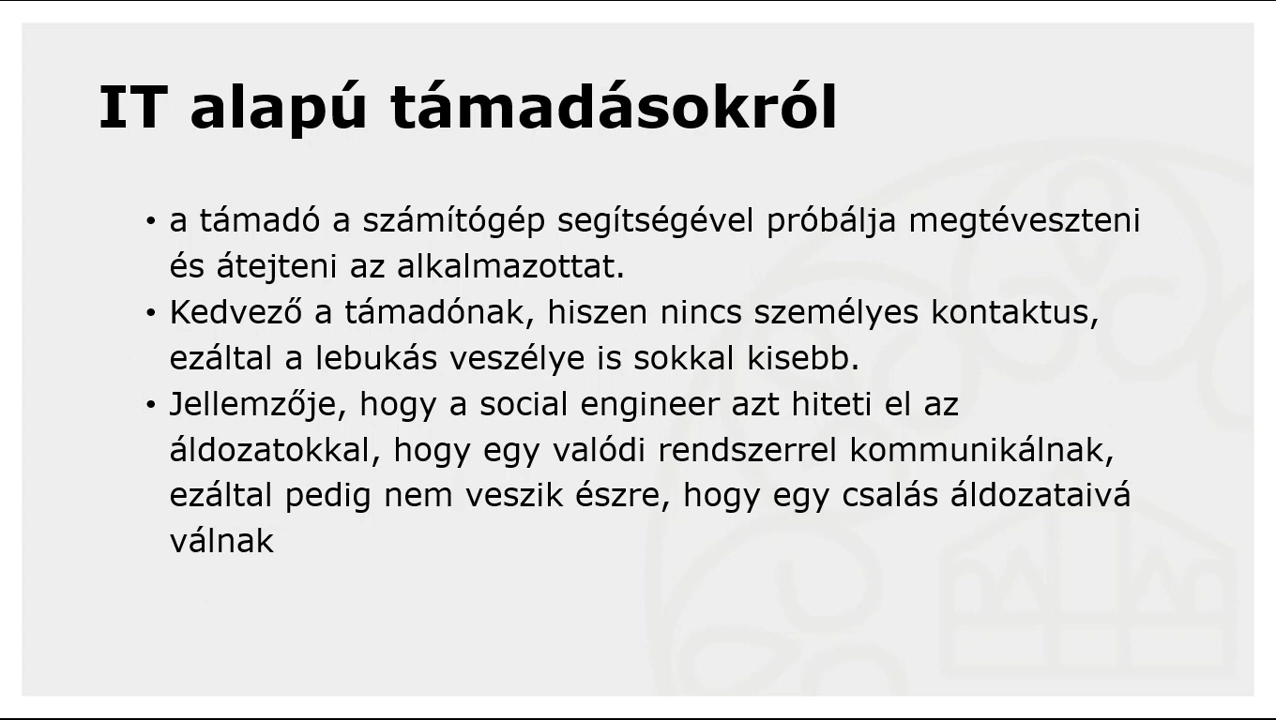 IT alapú támadásokról
• a támadó a számítógép segítségével próbálja megtéveszteni
és átejteni az alkalmazottat.
• Kedvező a támadónak, hiszen nincs személyes kontaktus,
ezáltal a lebukás veszélye is sokkal kisebb.
• Jellemzője, hogy a social engineer azt hiteti el az
áldozatokkal, hogy egy valódi rendszerrel kommunikálnak,
ezáltal pedig nem veszik észre, hogy egy csalás áldozataivá
válnak